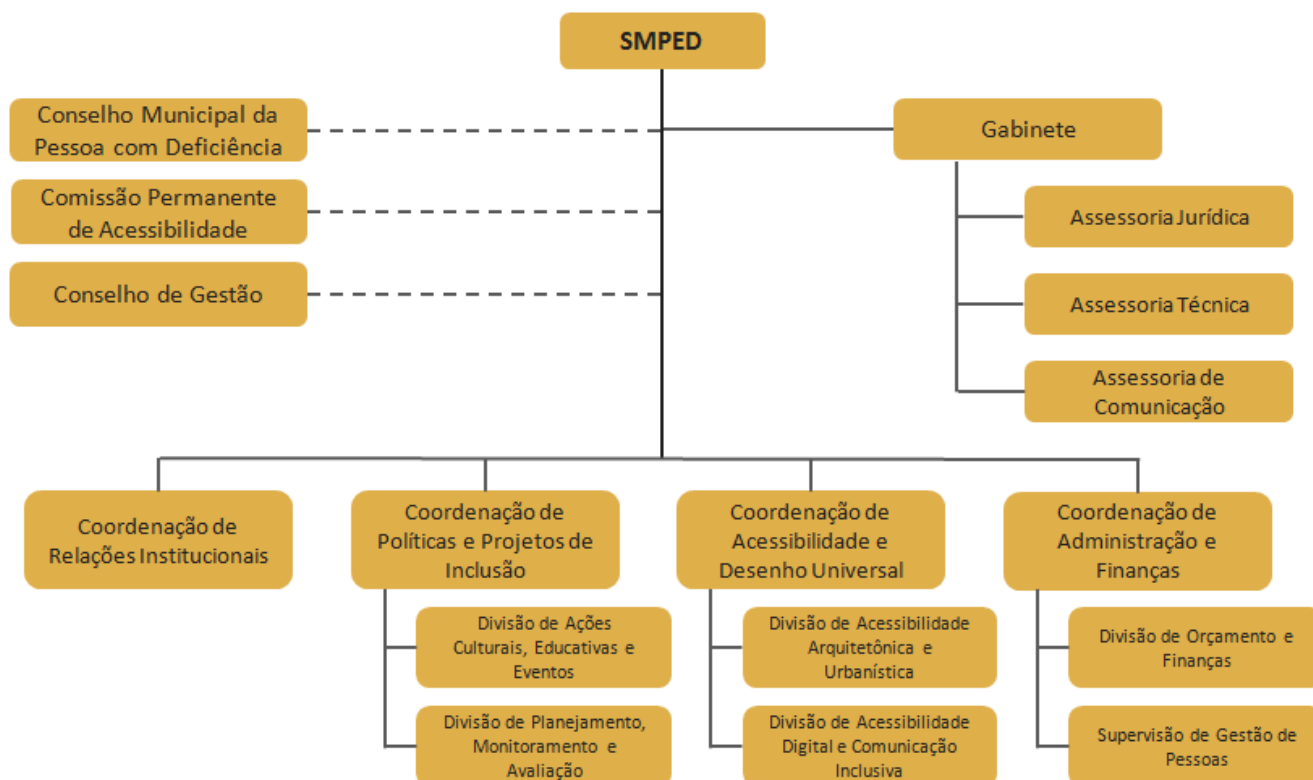 SMPED
Conselho Municipal da
Pessoa com Deficiência
Gabinete
Comissão Permanente
de Acessibilidade
Assessoria Jurídica
Conselho de Gestão
Assessoria Técnica
Assessoria de
Comunicação
Coordenação de
Relações Institucionais
Coordenação de
Políticas e Projetos de
Inclusão
Coordenação de
Acessibilidade e
Desenho Universal
Coordenação de
Administração e
Finanças
Divisão de Ações
Culturais, Educativas e
Eventos
Divisão de Acessibilidade
Arquitetônica e
Urbanística
Divisão de Orçamento e
Finanças
Divisão de Planejamento,
Monitoramento e
Avaliação
Divisão de Acessibilidade
Digital e Comunicação
Inclusiva
Supervisão de Gestão de
Pessoas